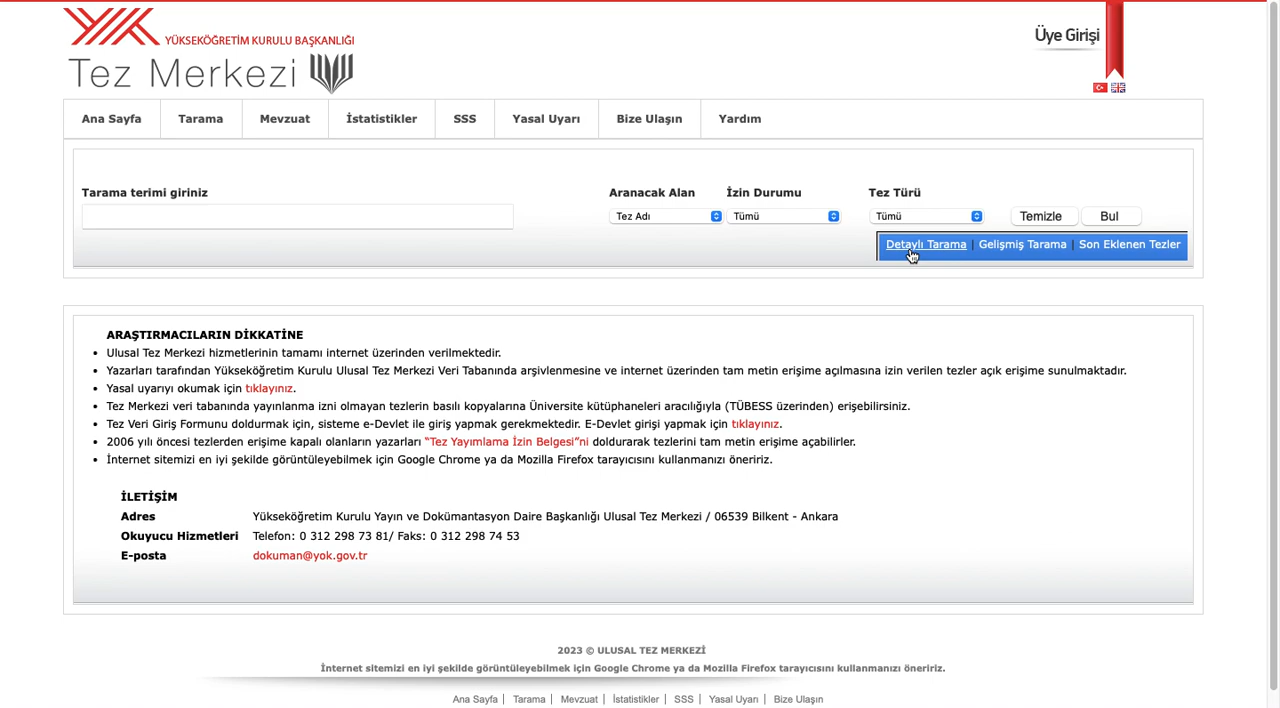 YÜKSEKÖĞRETİM KURULU BAŞKANLIĞI
Tez Merkezi
Üye Girişi
Ana Sayfa
Tarama
Mevzuat
İstatistikler
SSS
Yasal Uyarı
Bize Ulaşın
Yardım
Tarama terimi giriniz
Aranacak Alan
İzin Durumu
Tez Türü
Tez Adı
Tümü
Tümü
Temizle
Bul
Detaylı Tarama | Gelişmiş Tarama | Son Eklenen Tezler
ARAŞTIRMACILARIN DİKKATİNE
• Ulusal Tez Merkezi hizmetlerinin tamamı internet üzerinden verilmektedir.
• Yazarları tarafından Yükseköğretim Kurulu Ulusal Tez Merkezi Veri Tabanında arşivlenmesine ve internet üzerinden tam metin erişime açılmasına izin verilen tezler açık erişime sunulmaktadır.
• Yasal uyarıyı okumak için tıklayınız.
• Tez Merkezi veri tabanında yayınlanma izni olmayan tezlerin basılı kopyalarına Üniversite kütüphaneleri aracılığıyla (TÜBESS üzerinden) erişebilirsiniz.
• Tez Veri Giriş Formunu doldurmak için, sisteme e-Devlet ile giriş yapmak gerekmektedir. E-Devlet girişi yapmak için tıklayınız.
• 2006 yılı öncesi tezlerden erişime kapalı olanların yazarları “Tez Yayımlama İzin Belgesi”ni doldurarak tezlerini tam metin erişime açabilirler.
• İnternet sitemizi en iyi şekilde görüntüleyebilmek için Google Chrome ya da Mozilla Firefox tarayıcısını kullanmanızı öneririz.
İLETİŞİM
Adres Yükseköğretim Kurulu Yayın ve Dokümantasyon Daire Başkanlığı Ulusal Tez Merkezi / 06539 Bilkent - Ankara
Okuyucu Hizmetleri Telefon: 0 312 298 73 81/ Faks: 0 312 298 74 53
E-posta dokuman@yok.gov.tr
2023 © ULUSAL TEZ MERKEZİ
İnternet sitemizi en iyi şekilde görüntüleyebilmek için Google Chrome ya da Mozilla Firefox tarayıcısını kullanmanızı öneririz.
Ana Sayfa | Tarama | Mevzuat | İstatistikler | SSS | Yasal Uyarı | Bize Ulaşın